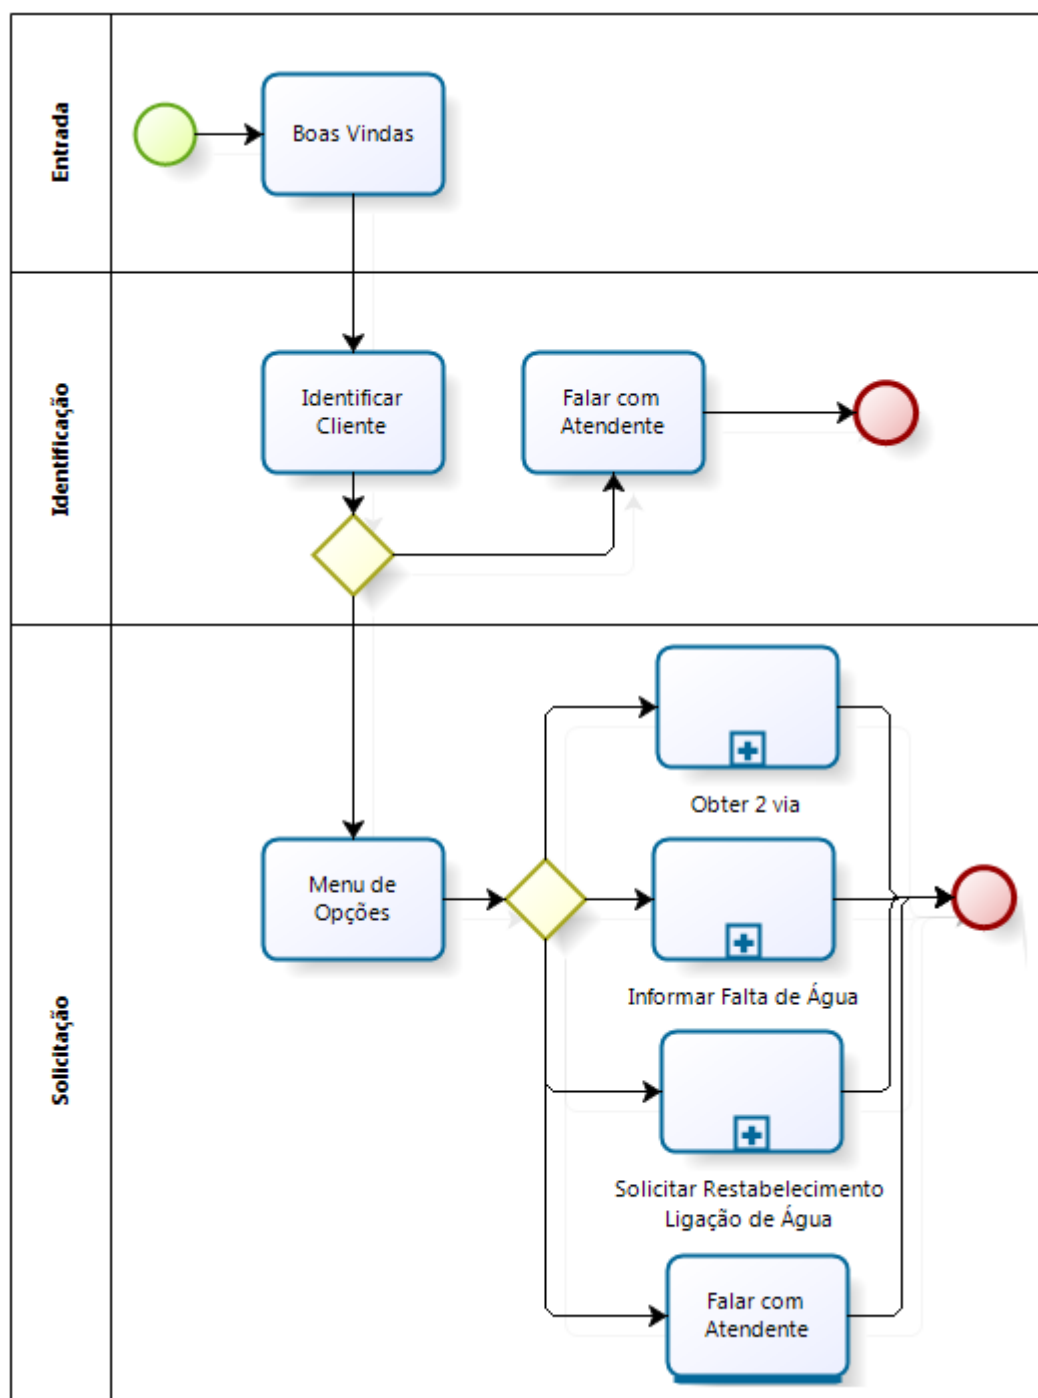 Entrada
Boas Vindas
Identificação
Identificar
Cliente
Falar com
Atendente
Solicitação
Menu de
Opções
Obter 2 via
Informar Falta de Água
Solicitar Restabelecimento
Ligação de Água
Falar com
Atendente